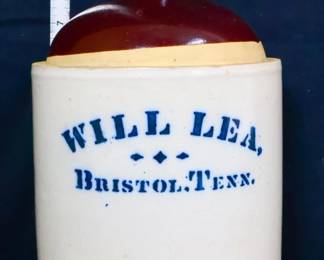 WILL LEA,
BRISTOL, TENN.